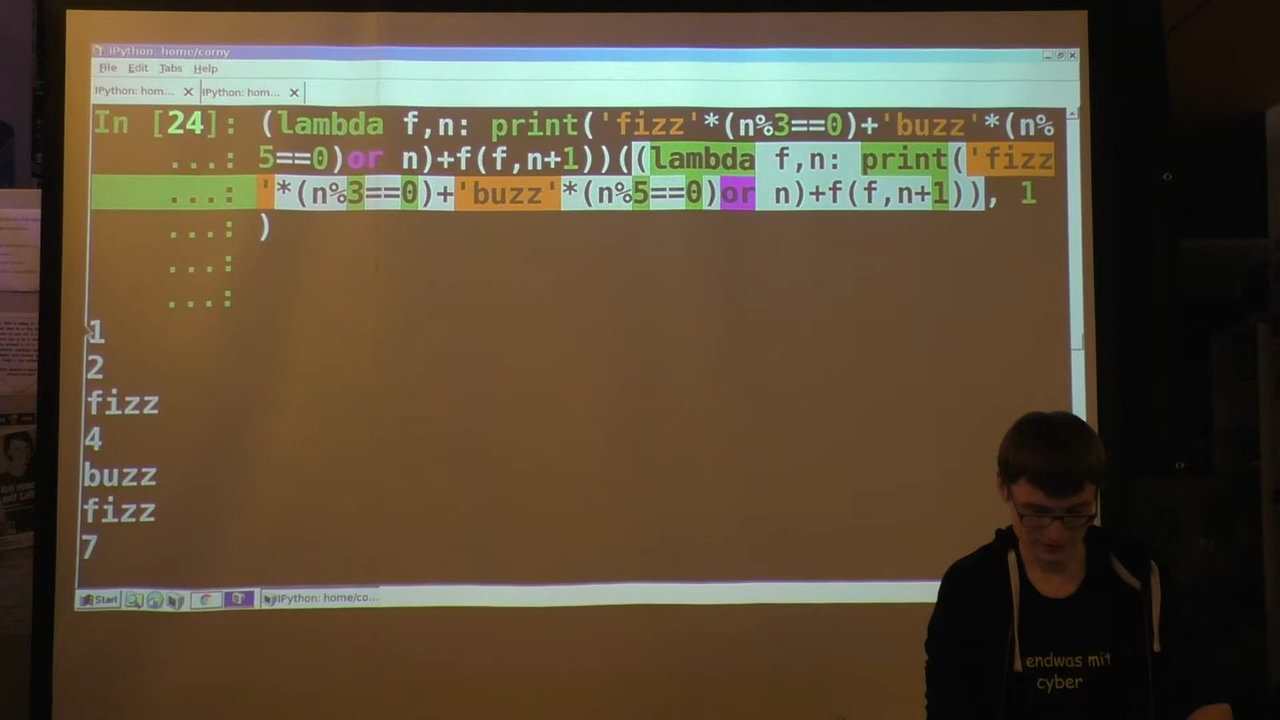 IPython: home/corny
File Edit Tabs Help
IPython: hom... IPython: hom...
In [24]: (lambda f,n: print('fizz'*(n%3==0)+'buzz'*(n%
...: 5==0)or n)+f(f,n+1))((lambda f,n: print('fizz
...: '*(n%3==0)+'buzz'*(n%5==0)or n)+f(f,n+1)), 1
...: )
...:
...:
1
2
fizz
4
buzz
fizz
7
Start IPython: home/co...
endwas mit
cyber